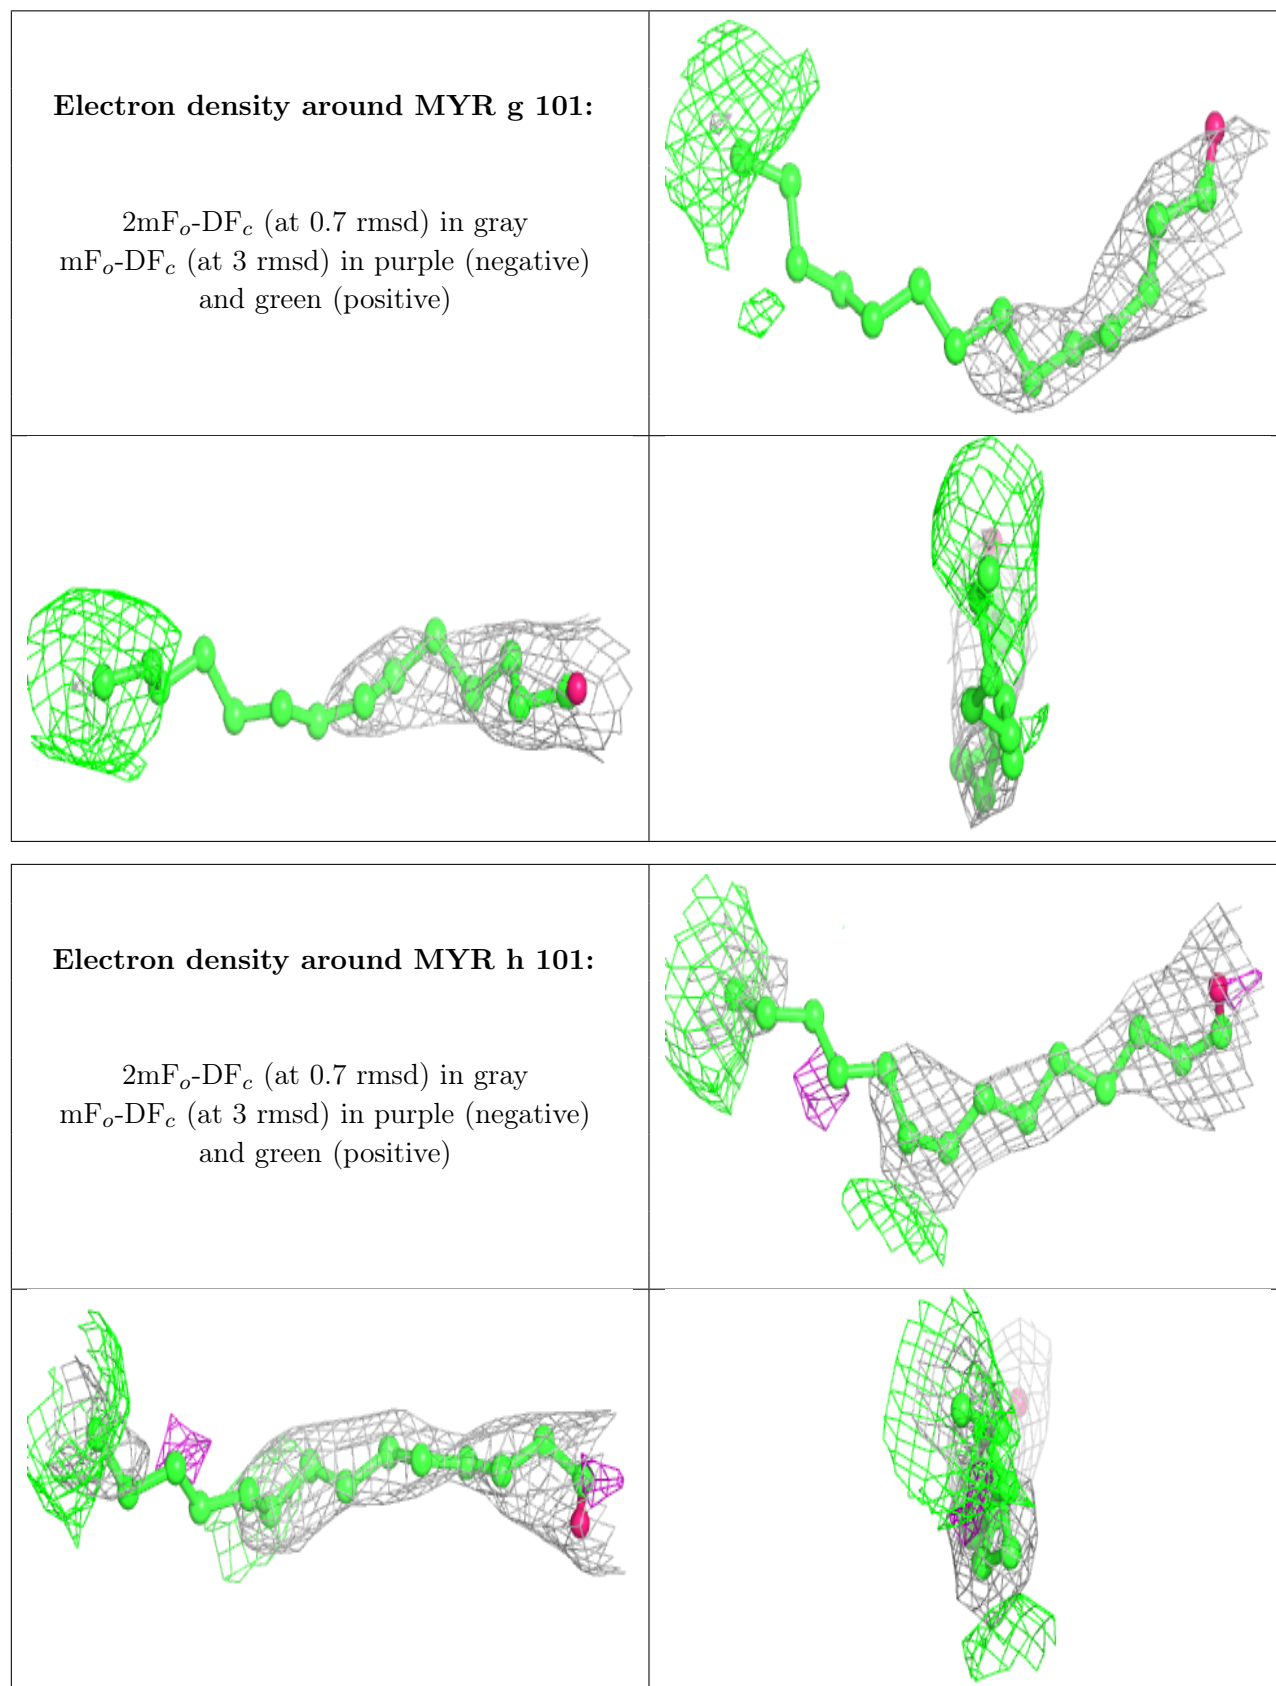 Electron density around MYR g 101:
2mFo-DFc (at 0.7 rmsd) in gray
mFo-DFc (at 3 rmsd) in purple (negative)
and green (positive)
Electron density around MYR h 101:
2mFo-DFc (at 0.7 rmsd) in gray
mFo-DFc (at 3 rmsd) in purple (negative)
and green (positive)